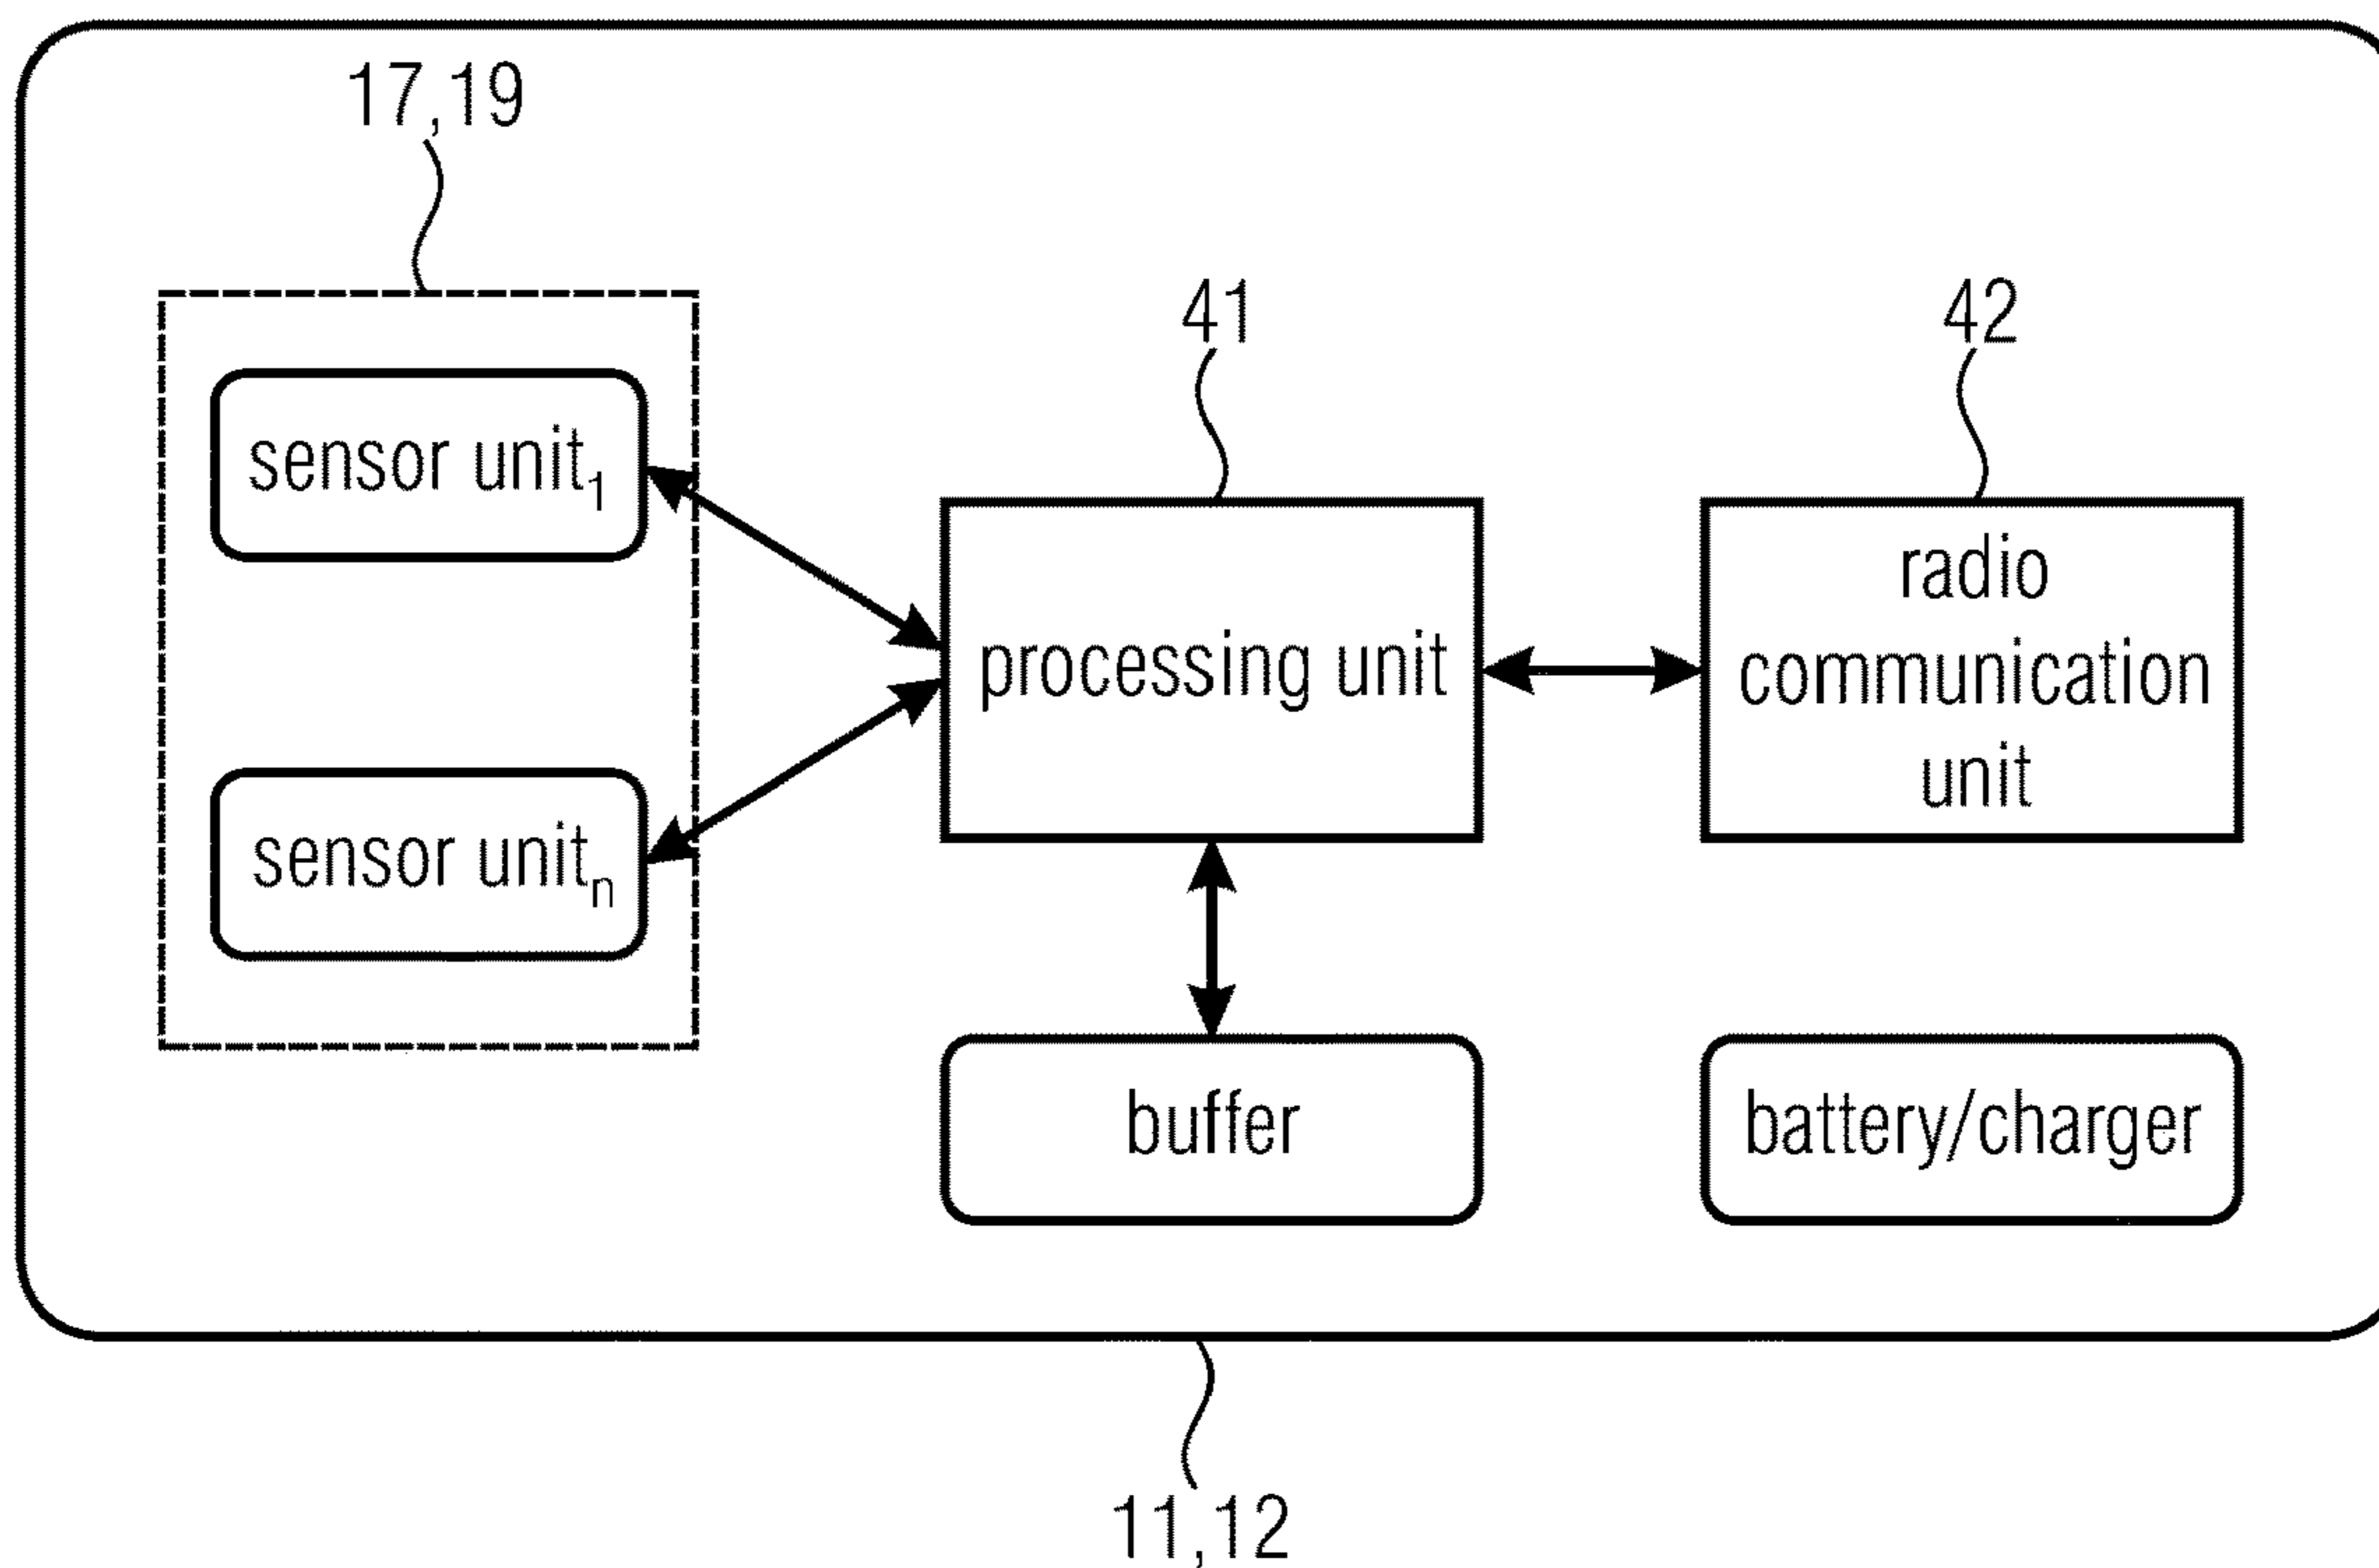 17,19
41
42
sensor unit₁
radio
communication
unit
processing unit
sensor unitₙ
buffer
battery/charger
11,12